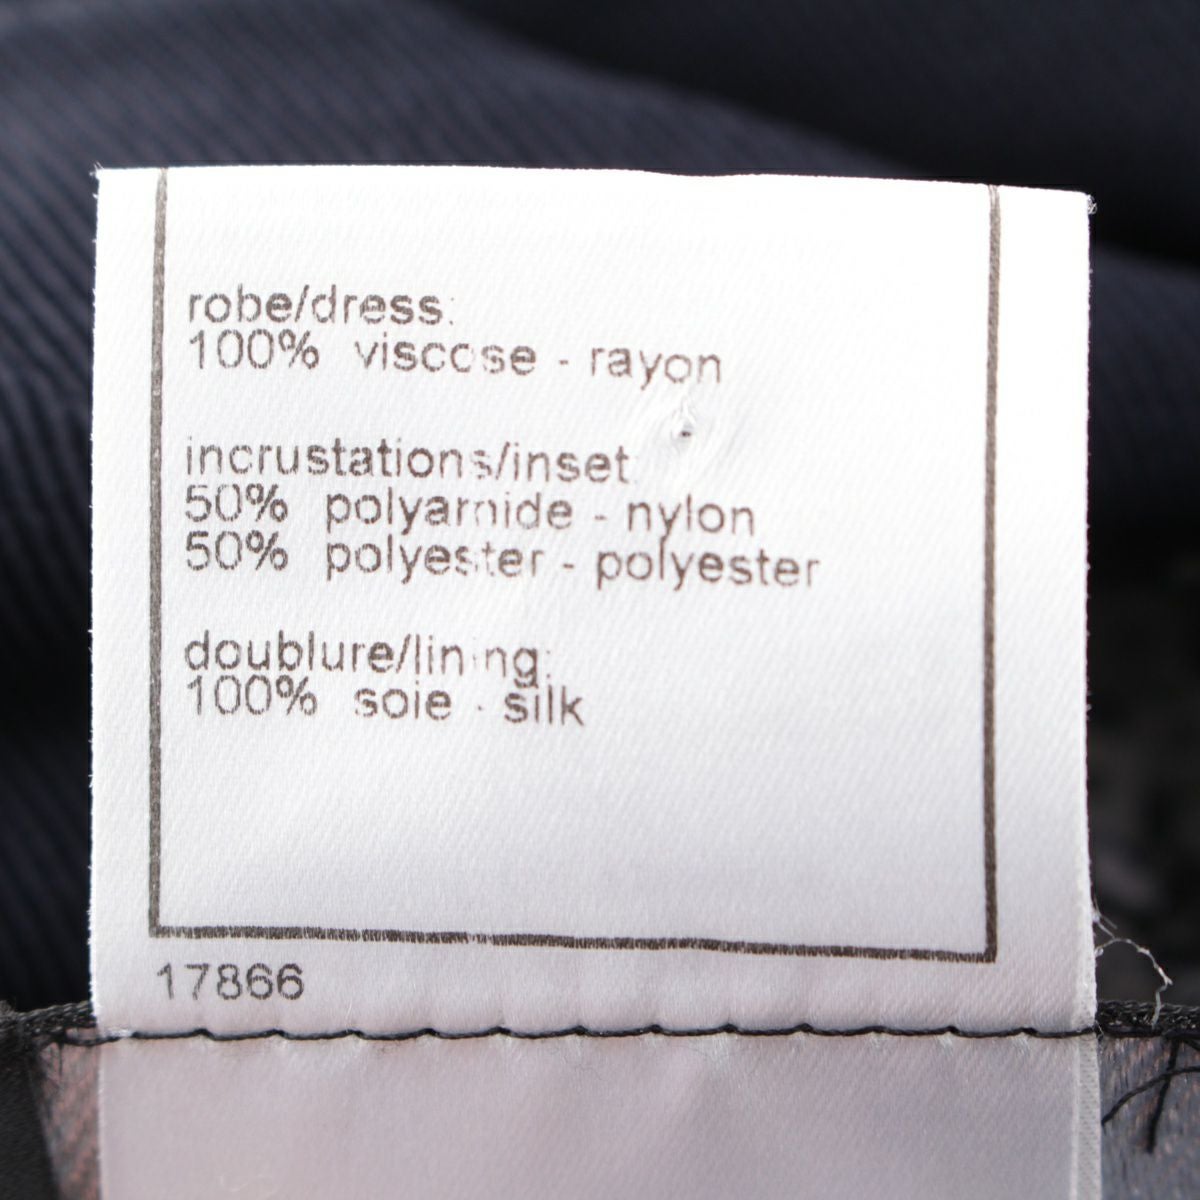 robe/dress:
100% viscose - rayon
incrustations/inset:
50% polyamide - nylon
50% polyester - polyester
doublure/lining:
100% soie - silk
17866